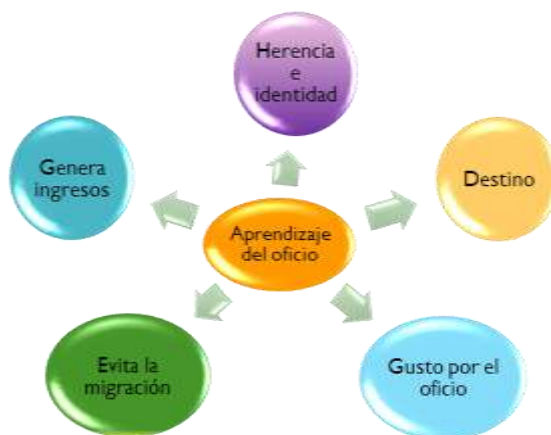 Herencia
e
identidad
Genera
ingresos
Destino
Aprendizaje
del oficio
Evita la
migración
Gusto por el
oficio